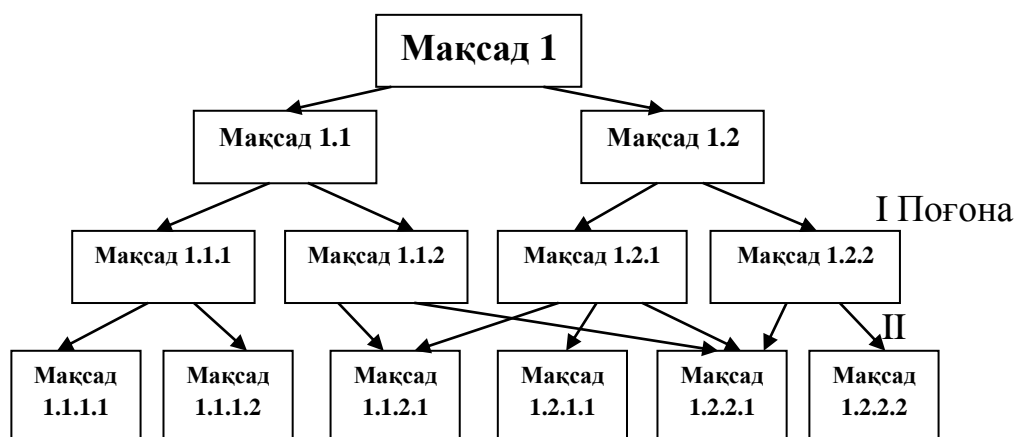 Мақсад 1
Мақсад 1.1
Мақсад 1.2
I Поғона
Мақсад 1.1.1
Мақсад 1.1.2
Мақсад 1.2.1
Мақсад 1.2.2
II
Мақсад
1.1.1.1
Мақсад
1.1.1.2
Мақсад
1.1.2.1
Мақсад
1.2.1.1
Мақсад
1.2.2.1
Мақсад
1.2.2.2